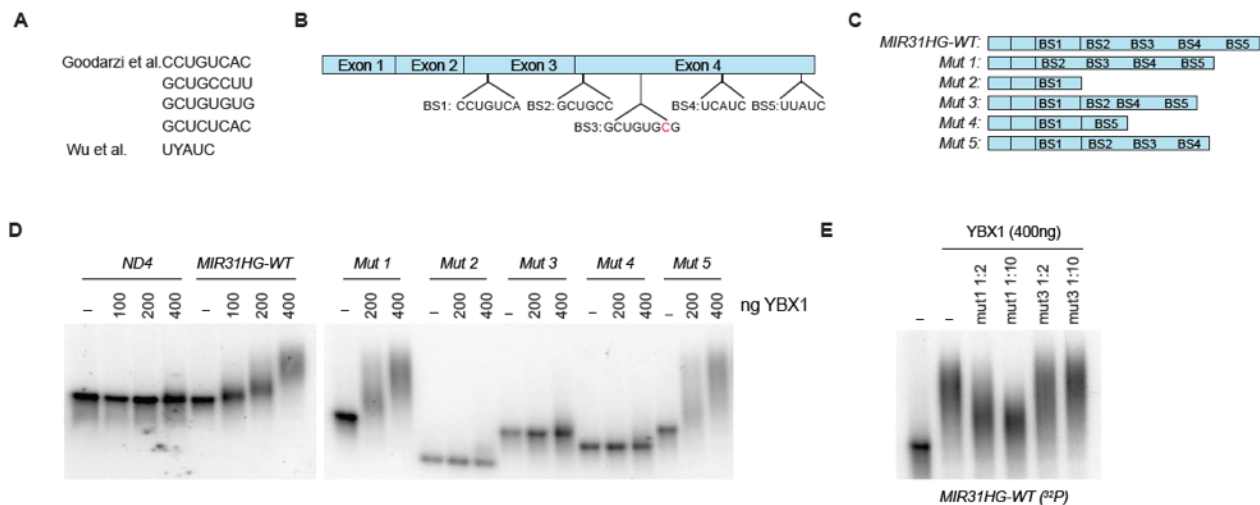 A
Goodarzi et al. CCUGUCAC
GCUGCCUU
GCUGUGUG
GCUCUCAC
Wu et al. UYAUC
B
Exon 1 Exon 2 Exon 3 Exon 4
BS1: CCUGUCA BS2: GCUGCC BS4: UCAUC BS5: UUAUC
BS3: GCUGUGCG
C
MIR31HG-WT: BS1 BS2 BS3 BS4 BS5
Mut 1: BS2 BS3 BS4 BS5
Mut 2: BS1
Mut 3: BS1 BS2 BS4 BS5
Mut 4: BS1 BS5
Mut 5: BS1 BS2 BS3 BS4
D
ND4 MIR31HG-WT Mut 1 Mut 2 Mut 3 Mut 4 Mut 5
– 100 200 400 – 100 200 400 – 200 400 – 200 400 – 200 400 – 200 400 – 200 400 ng YBX1
E
YBX1 (400ng)
– – mut1 1:2 mut1 1:10 mut3 1:2 mut3 1:10
MIR31HG-WT (³²P)